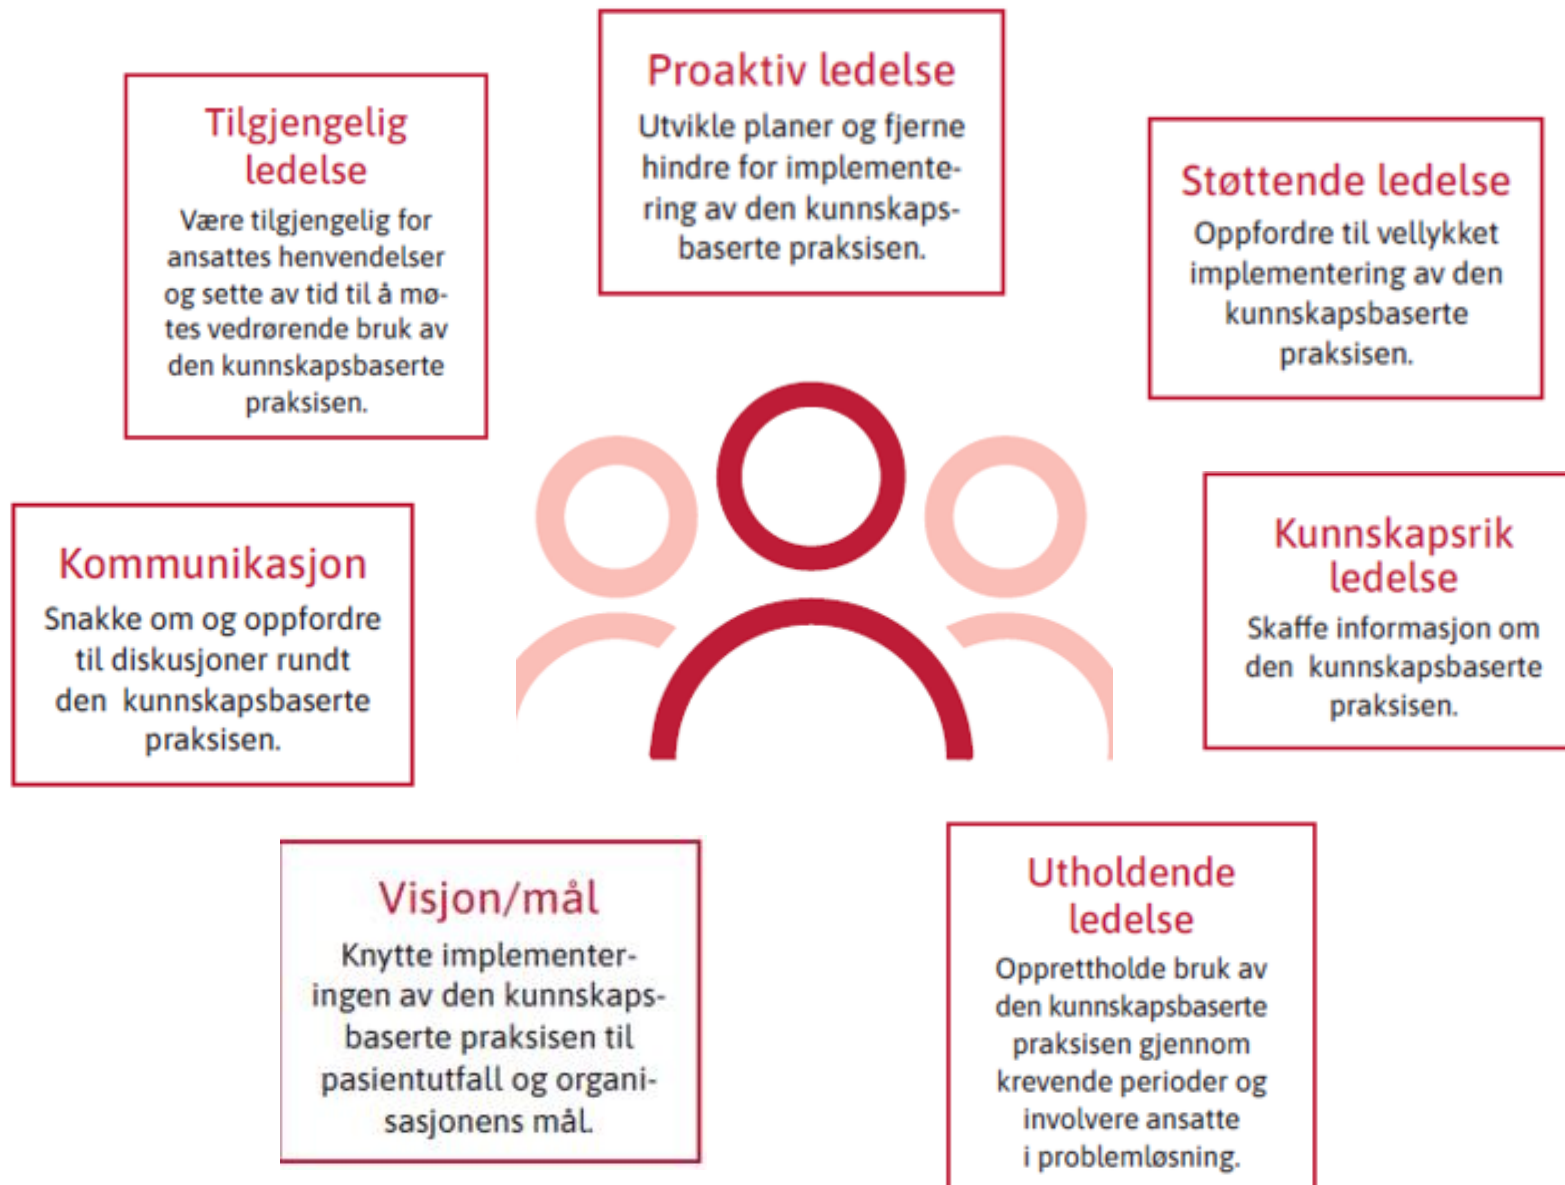 Proaktiv ledelse
Utvikle planer og fjerne
hindre for implemente-
ring av den kunnskaps-
baserte praksisen.
Tilgjengelig
ledelse
Være tilgjengelig for
ansattes henvendelser
og sette av tid til å mø-
tes vedrørende bruk av
den kunnskapsbaserte
praksisen.
Støttende ledelse
Oppfordre til vellykket
implementering av den
kunnskapsbaserte
praksisen.
Kommunikasjon
Snakke om og oppfordre
til diskusjoner rundt
den kunnskapsbaserte
praksisen.
Kunnskapsrik
ledelse
Skaffe informasjon om
den kunnskapsbaserte
praksisen.
Visjon/mål
Knytte implementer-
ingen av den kunnskaps-
baserte praksisen til
pasientutfall og organi-
sasjonens mål.
Utholdende
ledelse
Opprettholde bruk av
den kunnskapsbaserte
praksisen gjennom
krevende perioder og
involvere ansatte
i problemløsning.